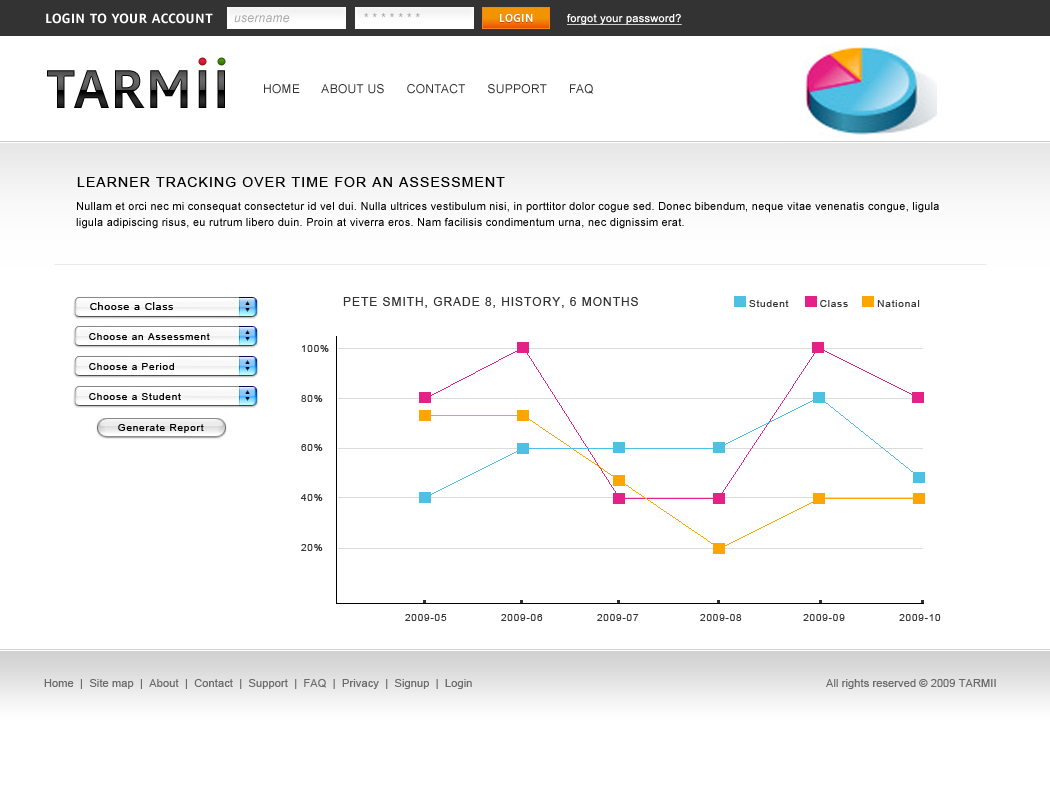 LOGIN TO YOUR ACCOUNT username * * * * * * * LOGIN forgot your password?
TARMii HOME ABOUT US CONTACT SUPPORT FAQ
LEARNER TRACKING OVER TIME FOR AN ASSESSMENT
Nullam et orci nec mi consequat consectetur id vel dui. Nulla ultrices vestibulum nisi, in porttitor dolor cogue sed. Donec bibendum, neque vitae venenatis congue, ligula
ligula adipiscing risus, eu rutrum libero duin. Proin at viverra eros. Nam facilisis condimentum urna, nec dignissim erat.
Choose a Class
Choose an Assessment
Choose a Period
Choose a Student
Generate Report
PETE SMITH, GRADE 8, HISTORY, 6 MONTHS
Student Class National
100%
80%
60%
40%
20%
2009-05 2009-06 2009-07 2009-08 2009-09 2009-10
Home | Site map | About | Contact | Support | FAQ | Privacy | Signup | Login
All rights reserved © 2009 TARMII